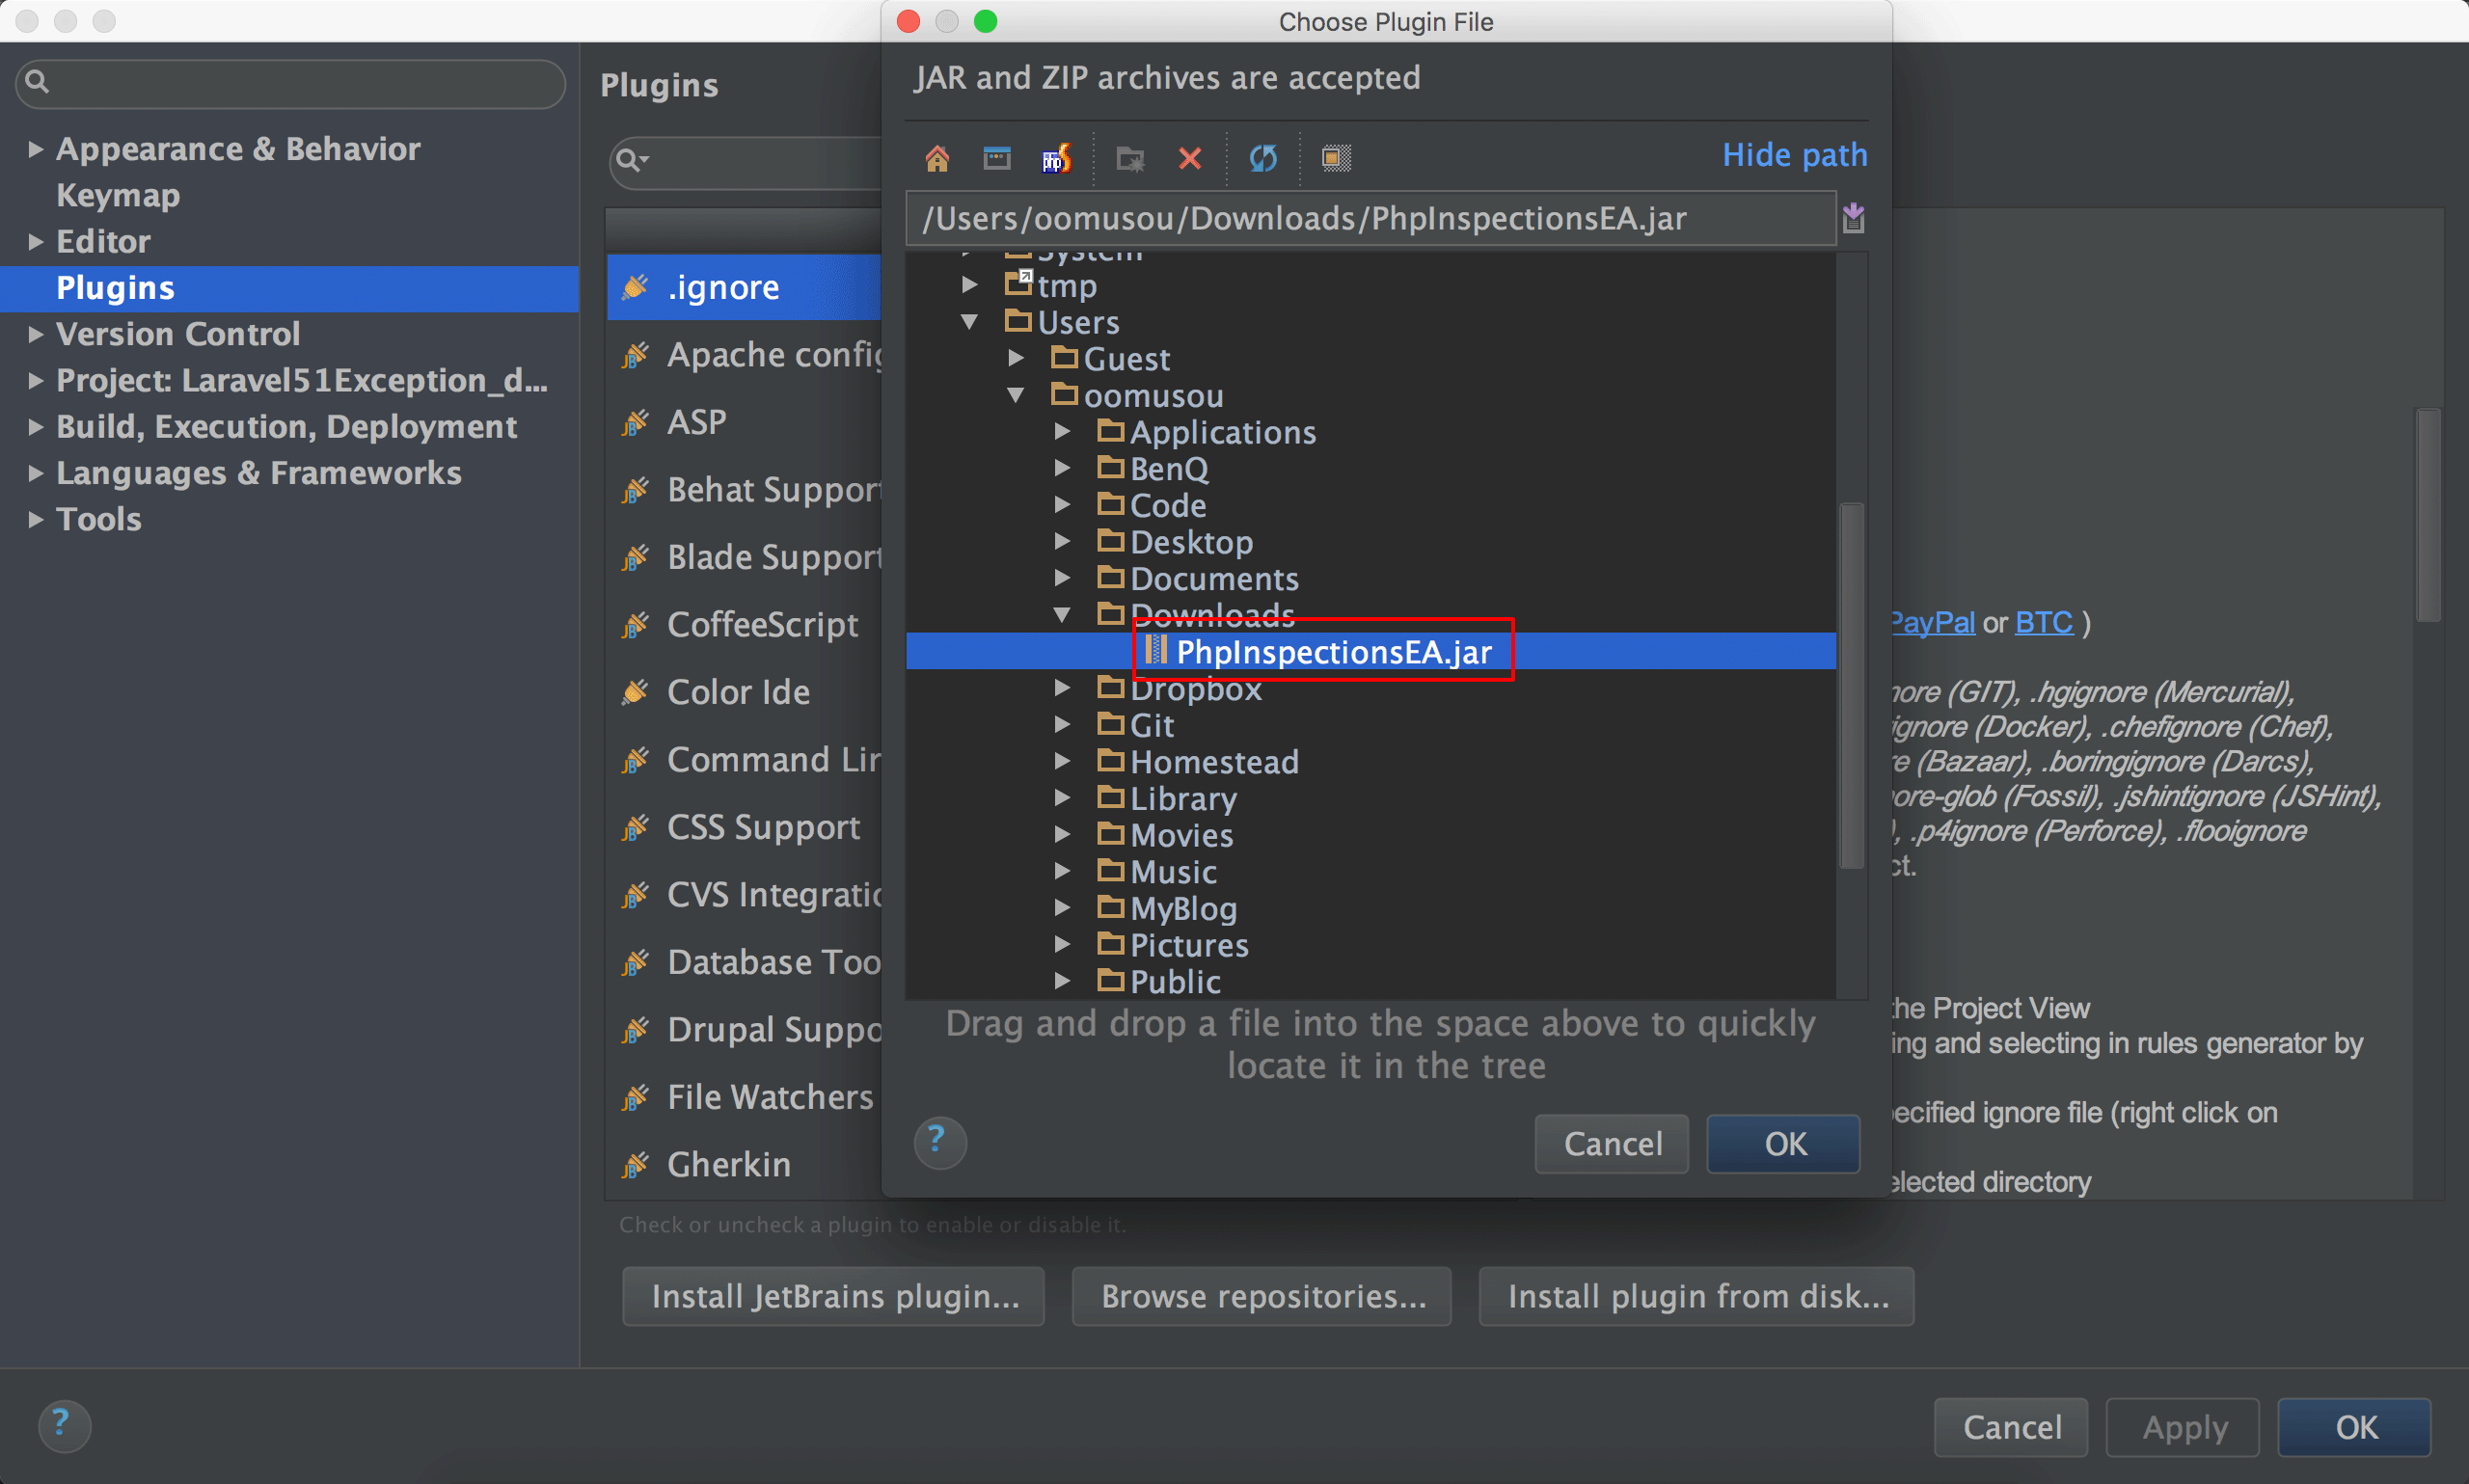 Choose Plugin File
JAR and ZIP archives are accepted
Hide path
/Users/oomusou/Downloads/PhpInspectionsEA.jar
System
tmp
Users
Guest
oomusou
Applications
BenQ
Code
Desktop
Documents
Downloads
PhpInspectionsEA.jar
Dropbox
Git
Homestead
Library
Movies
Music
MyBlog
Pictures
Public
Drag and drop a file into the space above to quickly
locate it in the tree
Cancel
OK
Appearance & Behavior
Keymap
Editor
Plugins
Version Control
Project: Laravel51Exception_d...
Build, Execution, Deployment
Languages & Frameworks
Tools
Plugins
.ignore
Apache config
ASP
Behat Support
Blade Support
CoffeeScript
Color Ide
Command Lin
CSS Support
CVS Integratio
Database Too
Drupal Suppo
File Watchers
Gherkin
PayPal or BTC )
nore (GIT), .hgignore (Mercurial),
ignore (Docker), .chefignore (Chef),
re (Bazaar), .boringignore (Darcs),
nore-glob (Fossil), .jshintignore (JSHint),
), .p4ignore (Perforce), .flooignore
ct.
the Project View
ing and selecting in rules generator by
ecified ignore file (right click on
elected directory
Check or uncheck a plugin to enable or disable it.
Install JetBrains plugin...
Browse repositories...
Install plugin from disk...
Cancel
Apply
OK